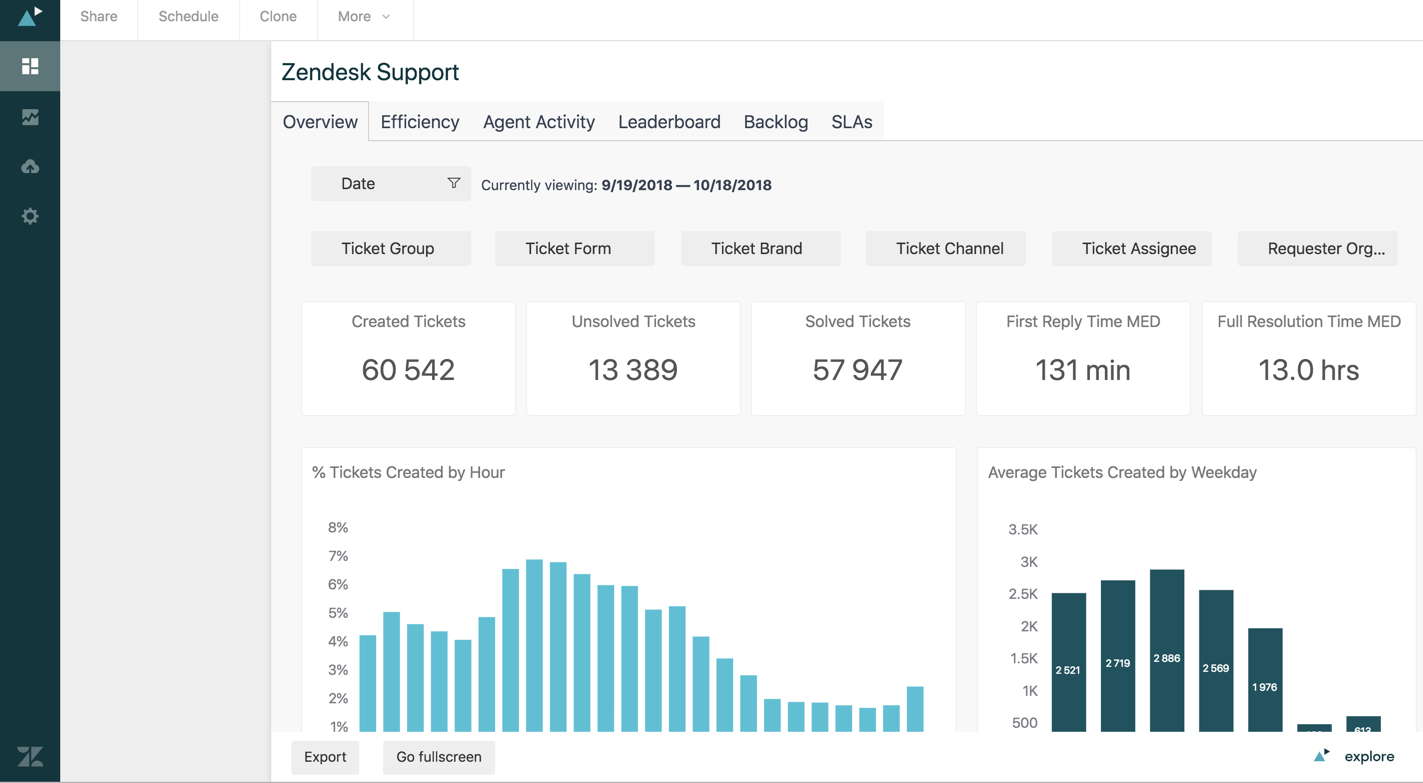 Share Schedule Clone More
Zendesk Support
Overview Efficiency Agent Activity Leaderboard Backlog SLAs
Date Currently viewing: 9/19/2018 — 10/18/2018
Ticket Group Ticket Form Ticket Brand Ticket Channel Ticket Assignee Requester Org...
Created Tickets Unsolved Tickets Solved Tickets First Reply Time MED Full Resolution Time MED
60 542 13 389 57 947 131 min 13.0 hrs
% Tickets Created by Hour
8%
7%
6%
5%
4%
3%
2%
1%
Average Tickets Created by Weekday
3.5K
3K
2.5K
2K
1.5K
1K
500
2 521 2 719 2 886 2 569 1 976 613
Export Go fullscreen explore